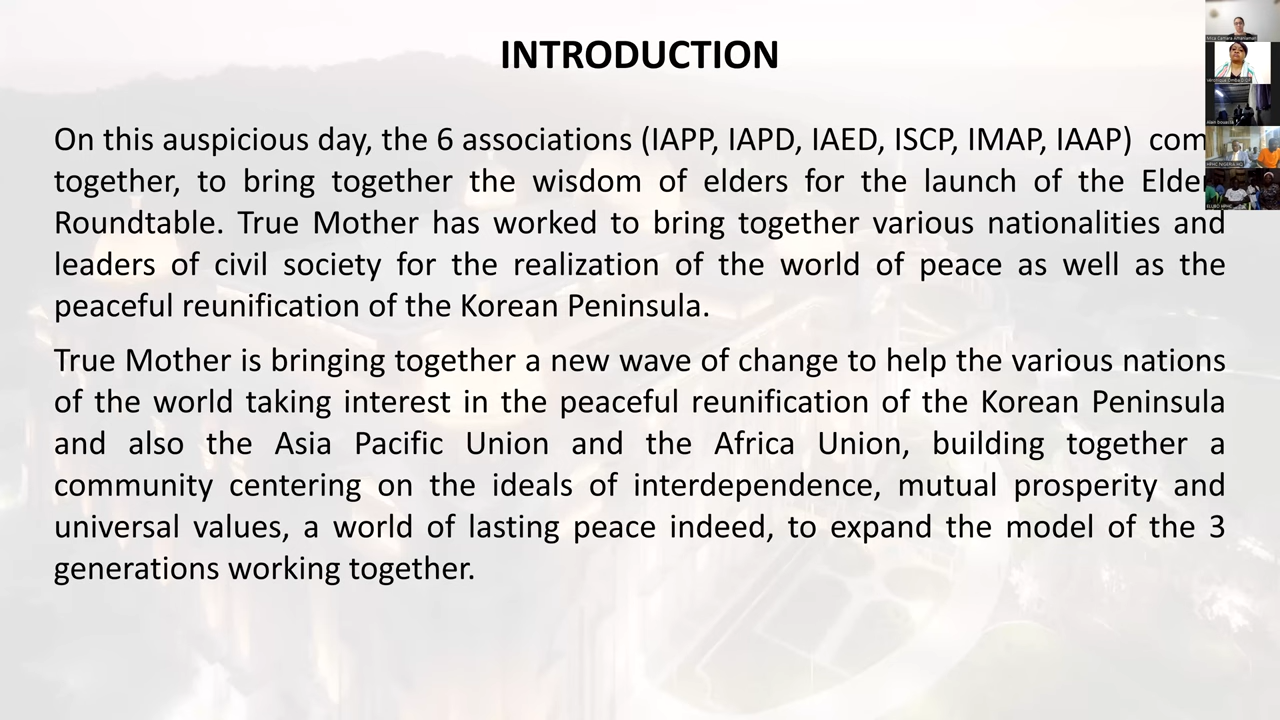 INTRODUCTION
On this auspicious day, the 6 associations (IAPP, IAPD, IAED, ISCP, IMAP, IAAP) com
together, to bring together the wisdom of elders for the launch of the Elder
Roundtable. True Mother has worked to bring together various nationalities and
leaders of civil society for the realization of the world of peace as well as the
peaceful reunification of the Korean Peninsula.
True Mother is bringing together a new wave of change to help the various nations
of the world taking interest in the peaceful reunification of the Korean Peninsula
and also the Asia Pacific Union and the Africa Union, building together a
community centering on the ideals of interdependence, mutual prosperity and
universal values, a world of lasting peace indeed, to expand the model of the 3
generations working together.
HPHC NIGERIA HQ